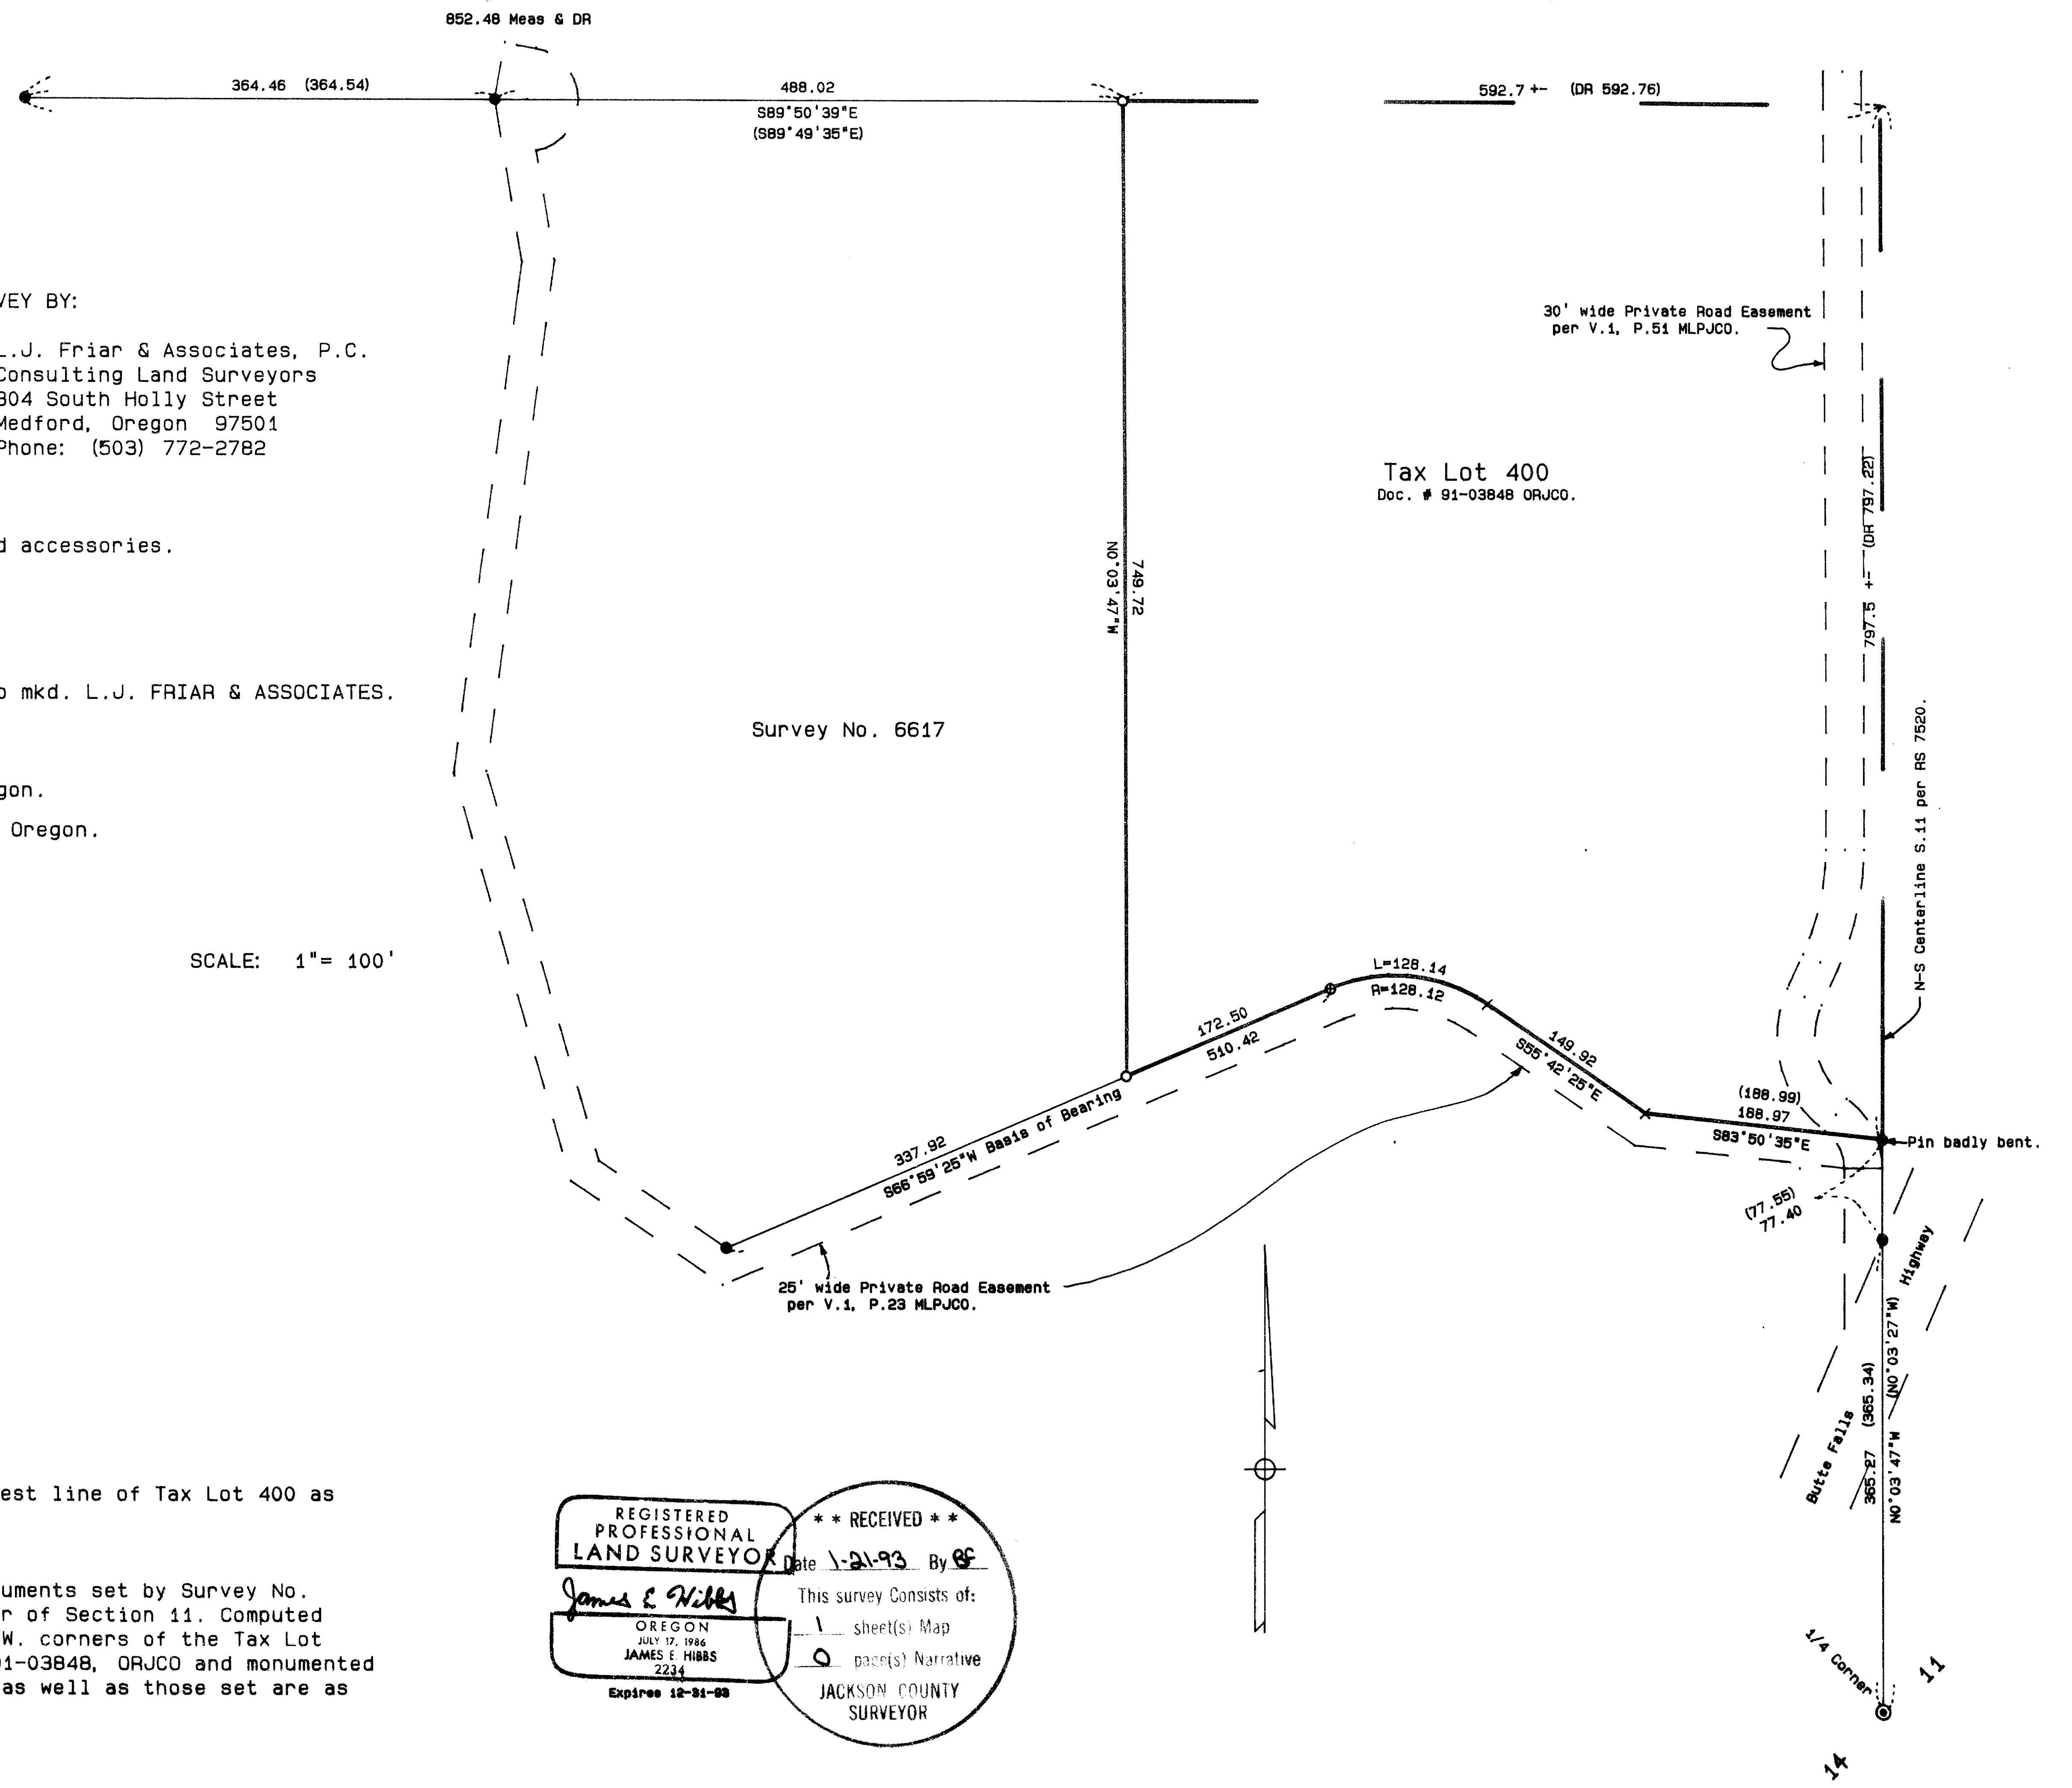 852.48 Meas & DR
364.46 (364.54)
488.02
S89°50'39"E
(S89°49'35"E)
592.7 +- (DR 592.76)
VEY BY:
L.J. Friar & Associates, P.C.
Consulting Land Surveyors
304 South Holly Street
Medford, Oregon 97501
Phone: (503) 772-2782
30' wide Private Road Easement
per V.1, P.51 MLPJCO.
Tax Lot 400
Doc. # 91-03848 ORJCO.
d accessories.
749.72
N0°03'47"W
797.5 +- (DR 797.22)
mkd. L.J. FRIAR & ASSOCIATES.
Survey No. 6617
N-S Centerline S.11 per RS 7520.
gon.
Oregon.
SCALE: 1"= 100'
L=128.14
R=128.12
172.50
510.42
149.92
S55°42'25"E
(188.99)
188.97
S83°50'35"E
Pin badly bent.
337.92
S66°59'25"W Basis of Bearing
(77.55)
77.40
25' wide Private Road Easement
per V.1, P.23 MLPJCO.
Butte Falls Highway
365.27 (365.34)
N0°03'47"W (N0°03'27"W)
est line of Tax Lot 400 as
uments set by Survey No.
r of Section 11. Computed
W. corners of the Tax Lot
91-03848, ORJCO and monumented
as well as those set are as
REGISTERED
PROFESSIONAL
LAND SURVEYOR
James E Hibbs
OREGON
JULY 17, 1986
JAMES E. HIBBS
2234
Expires 12-31-93
* * RECEIVED * *
Date 1-21-93 By BF
This survey Consists of:
1 sheet(s) Map
0 page(s) Narrative
JACKSON COUNTY
SURVEYOR
1/4 Corner
11
14